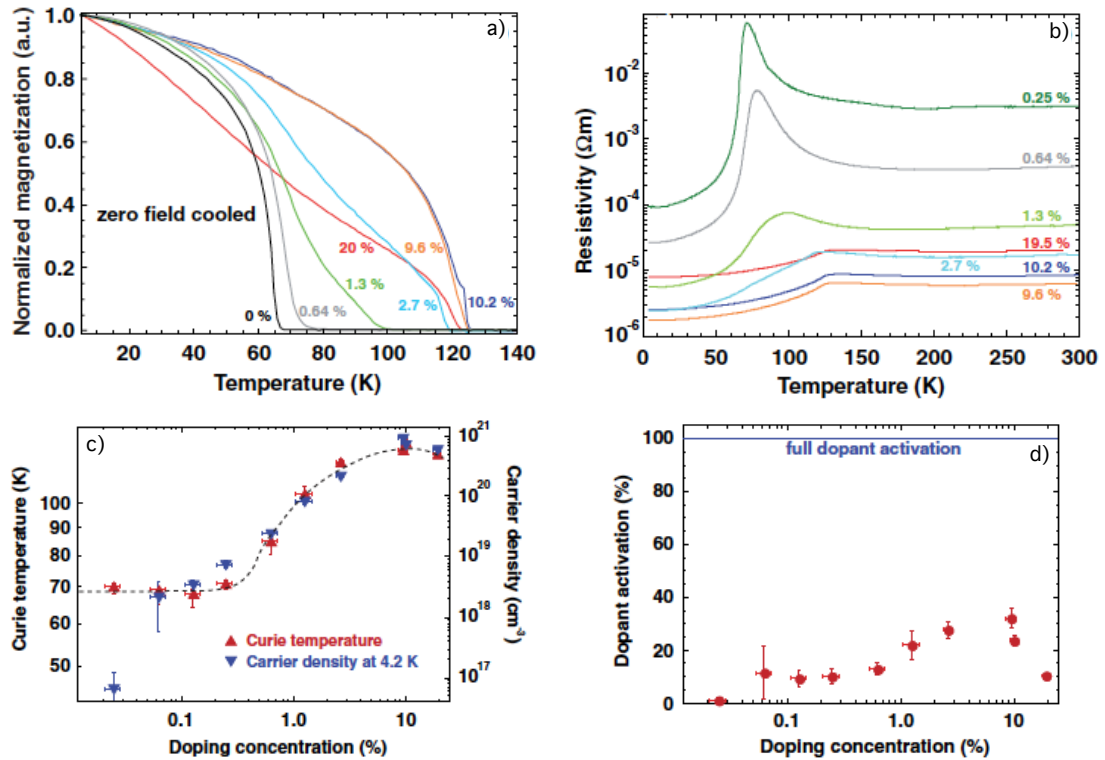 a)
Normalized magnetization (a.u.)
1.0
0.8
0.6
0.4
0.2
0.0
zero field cooled
0 %
0.64 %
1.3 %
20 %
2.7 %
9.6 %
10.2 %
20 40 60 80 100 120 140
Temperature (K)
b)
Resistivity (Ωm)
10-2
10-3
10-4
10-5
10-6
0.25 %
0.64 %
1.3 %
19.5 %
2.7 %
10.2 %
9.6 %
0 50 100 150 200 250 300
Temperature (K)
c)
Curie temperature (K)
100
90
80
70
60
50
Carrier density (cm-3)
1021
1020
1019
1018
1017
Curie temperature
Carrier density at 4.2 K
0.1 1.0 10
Doping concentration (%)
d)
Dopant activation (%)
100
80
60
40
20
0
full dopant activation
0.1 1.0 10
Doping concentration (%)